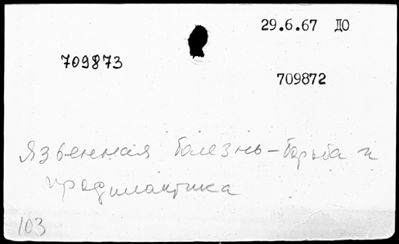 29.6.67 ДО
709873
709872
Язвенная болезнь - борьба и
профилактика
103